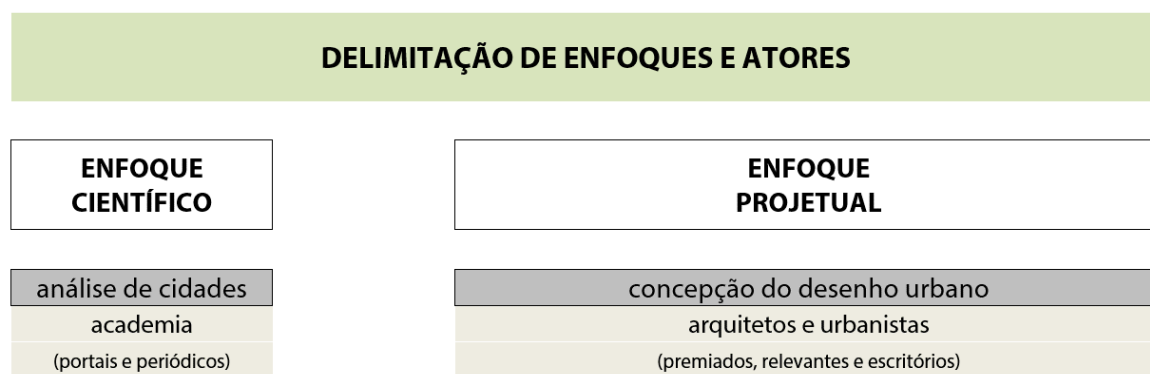 DELIMITAÇÃO DE ENFOQUES E ATORES
ENFOQUE
CIENTÍFICO
ENFOQUE
PROJETUAL
análise de cidades
concepção do desenho urbano
academia
arquitetos e urbanistas
(portais e periódicos)
(premiados, relevantes e escritórios)